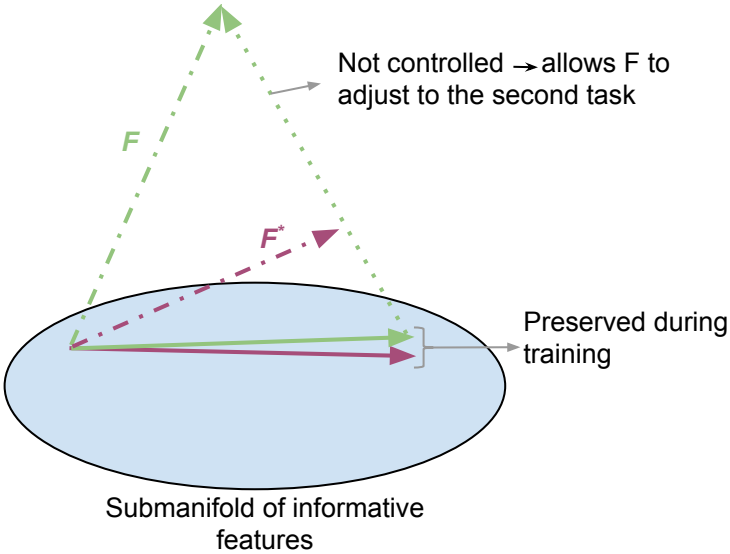 Not controlled → allows F to
adjust to the second task
F
F*
Preserved during
training
Submanifold of informative
features